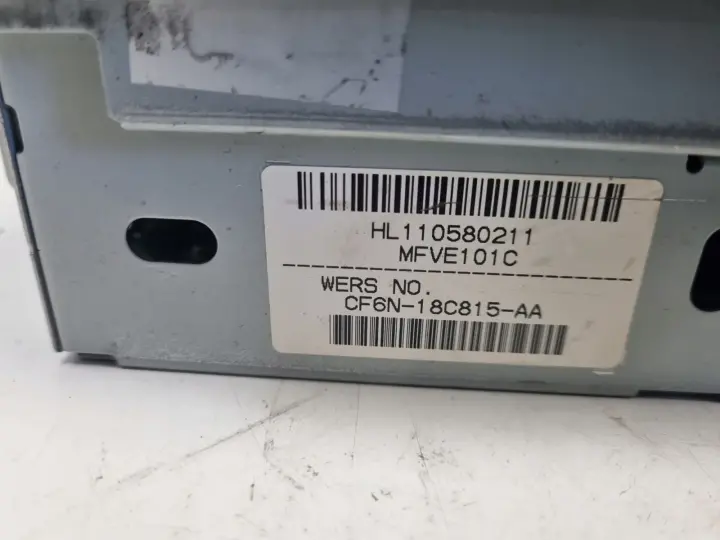 HL110580211
MFVE101C
WERS NO.
CF6N-18C815-AA